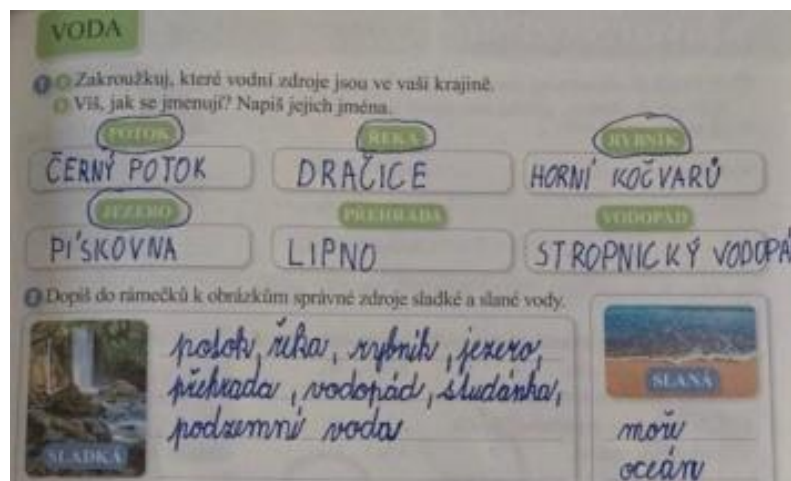 VODA
1 Zakroužkuj, které vodní zdroje jsou ve vaší krajině.
Víš, jak se jmenují? Napiš jejich jména.
POTOK ŘEKA RYBNÍK
ČERNÝ POTOK DRAČICE HORNÍ KOČVARŮ
JEZERO PŘEHRADA VODOPÁD
PÍSKOVNA LIPNO STROPNICKÝ VODOPÁ
2 Dopiš do rámečků k obrázkům správné zdroje sladké a slané vody.
potok, řeka, rybník, jezero,
přehrada, vodopád, studánka,
podzemní voda
SLADKÁ
SLANÁ
moře
oceán